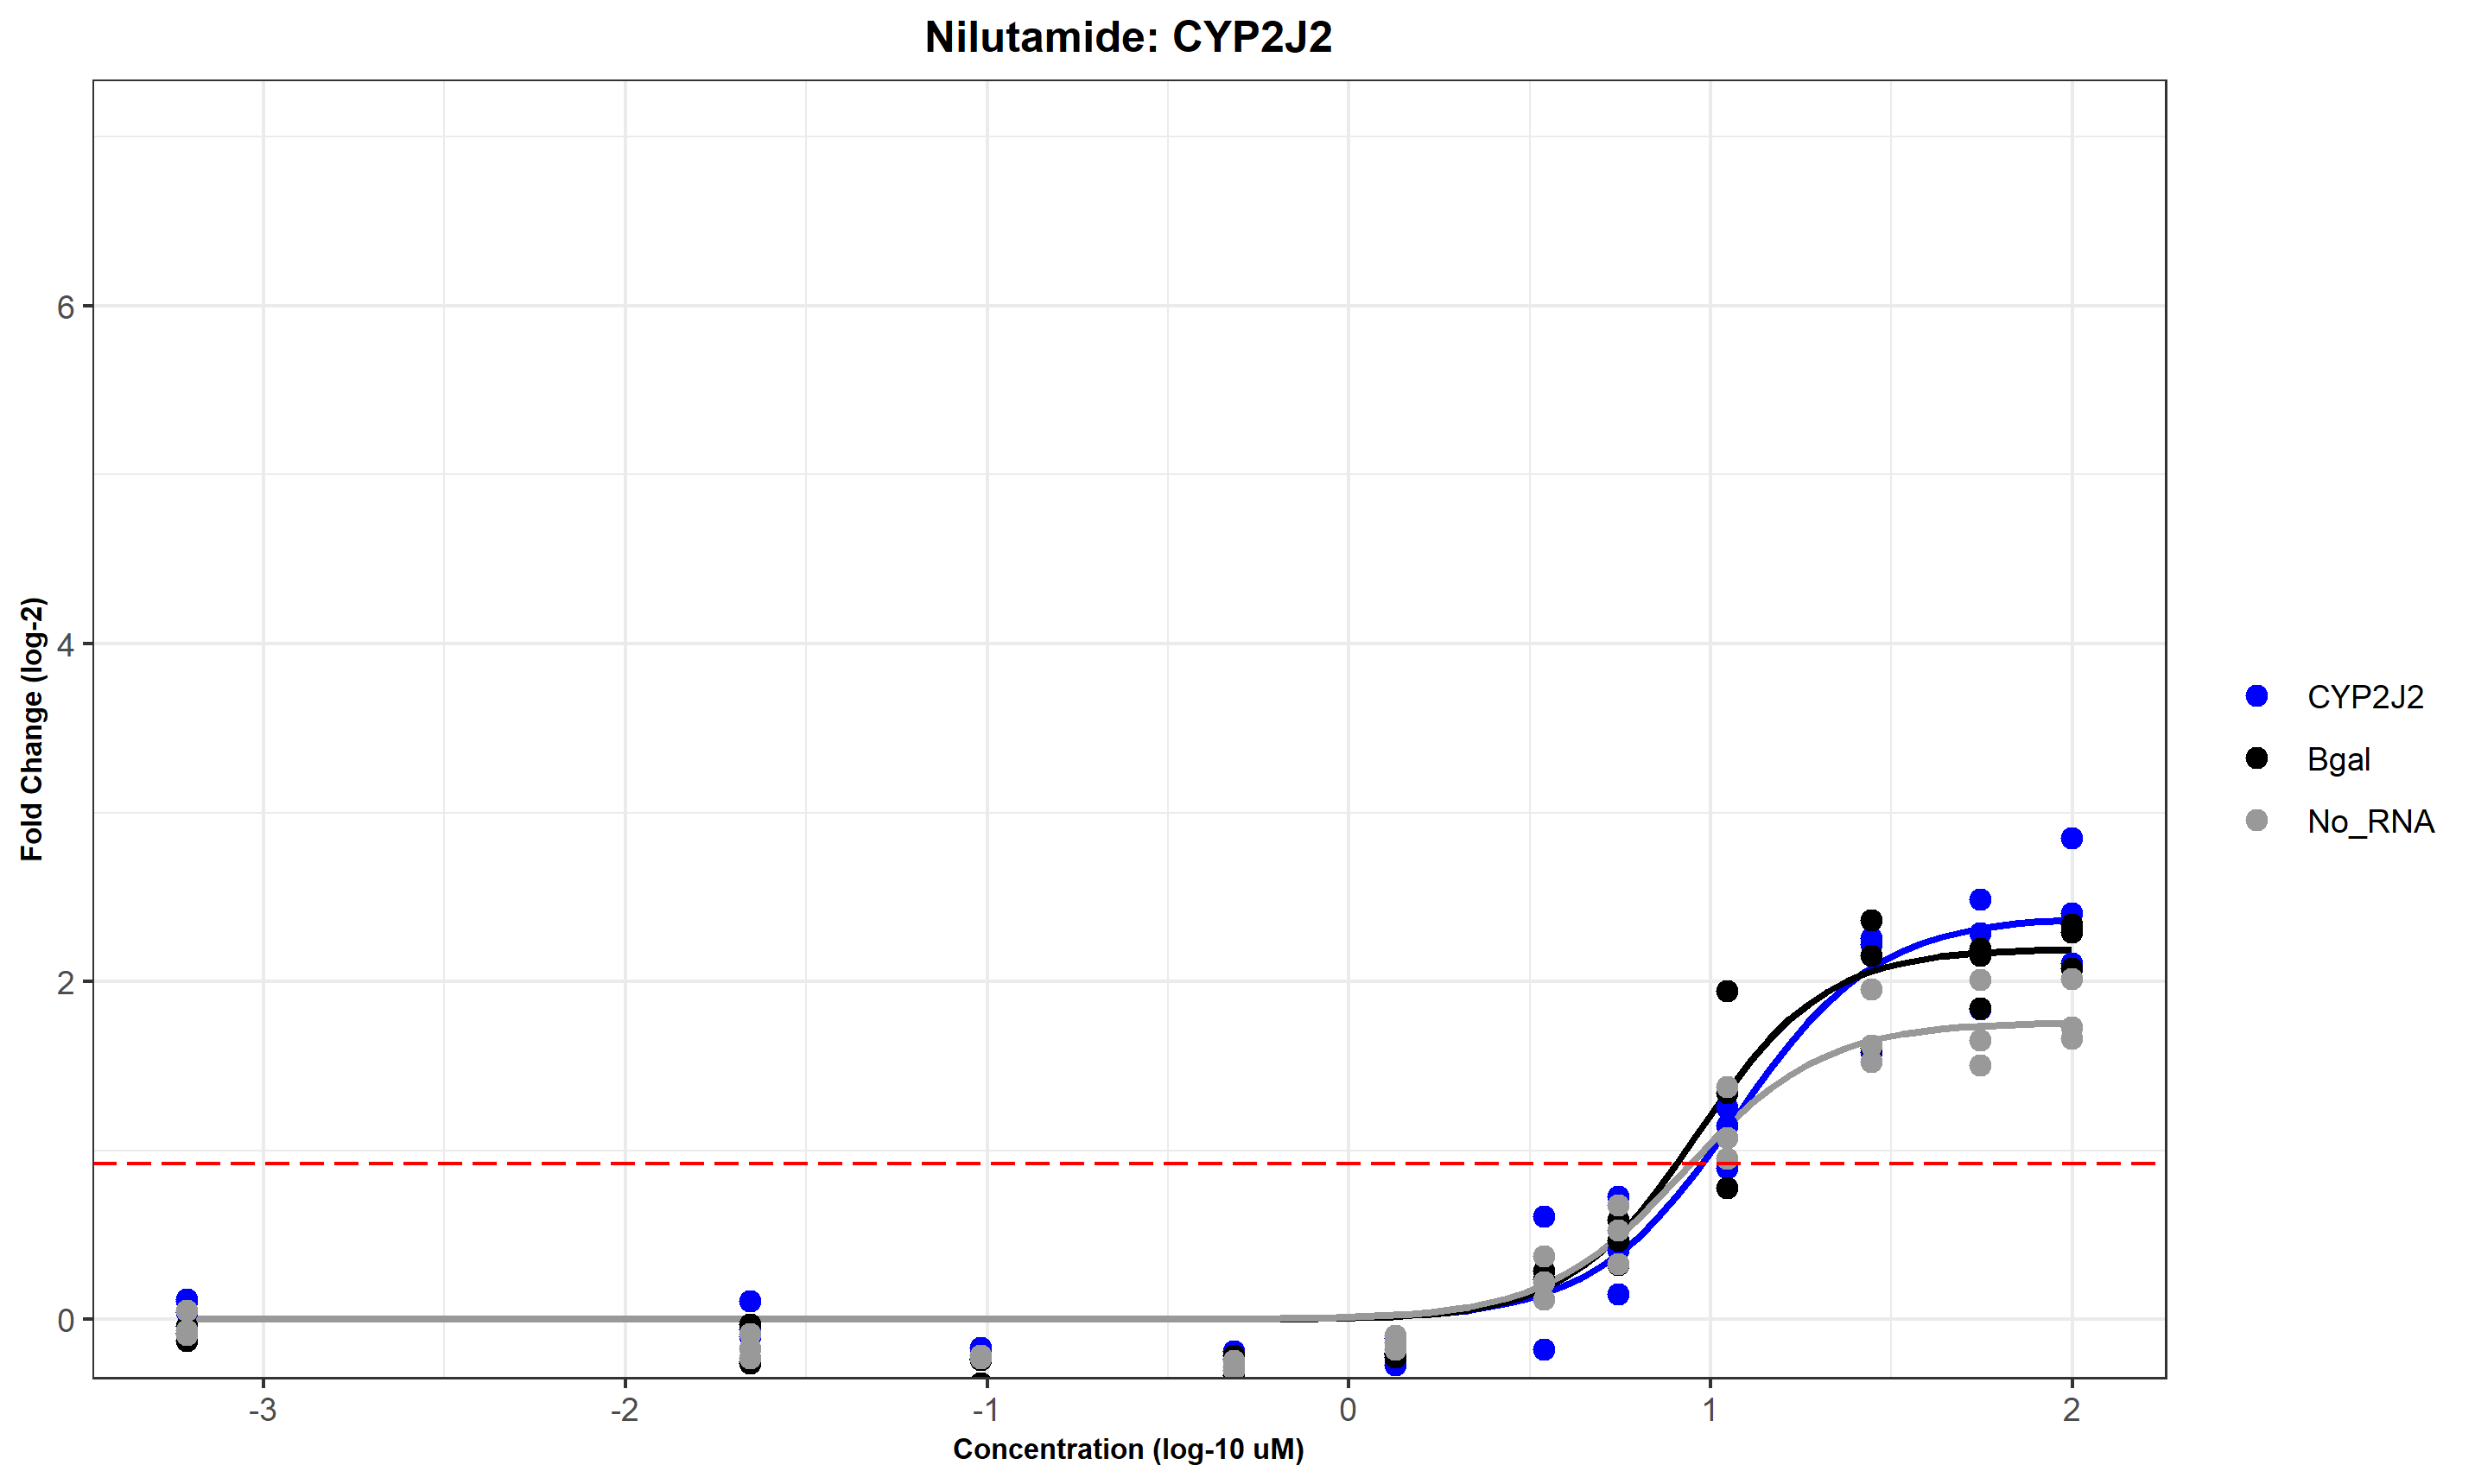 Nilutamide: CYP2J2
Fold Change (log-2)
6
4
2
0
-3
-2
-1
0
1
2
Concentration (log-10 uM)
CYP2J2
Bgal
No_RNA